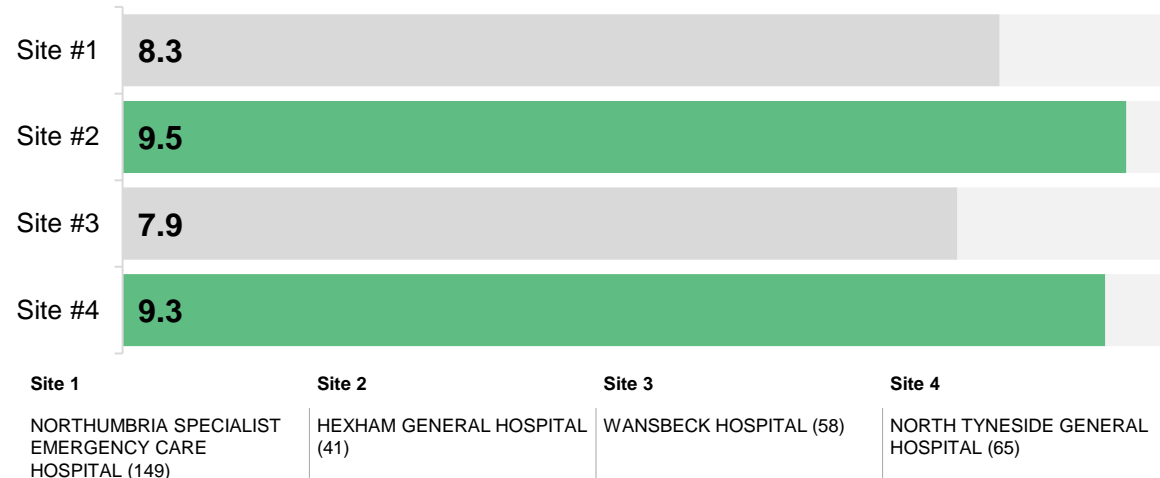 Site #1 8.3
Site #2 9.5
Site #3 7.9
Site #4 9.3
Site 1
NORTHUMBRIA SPECIALIST
EMERGENCY CARE
HOSPITAL (149)
Site 2
HEXHAM GENERAL HOSPITAL
(41)
Site 3
WANSBECK HOSPITAL (58)
Site 4
NORTH TYNESIDE GENERAL
HOSPITAL (65)